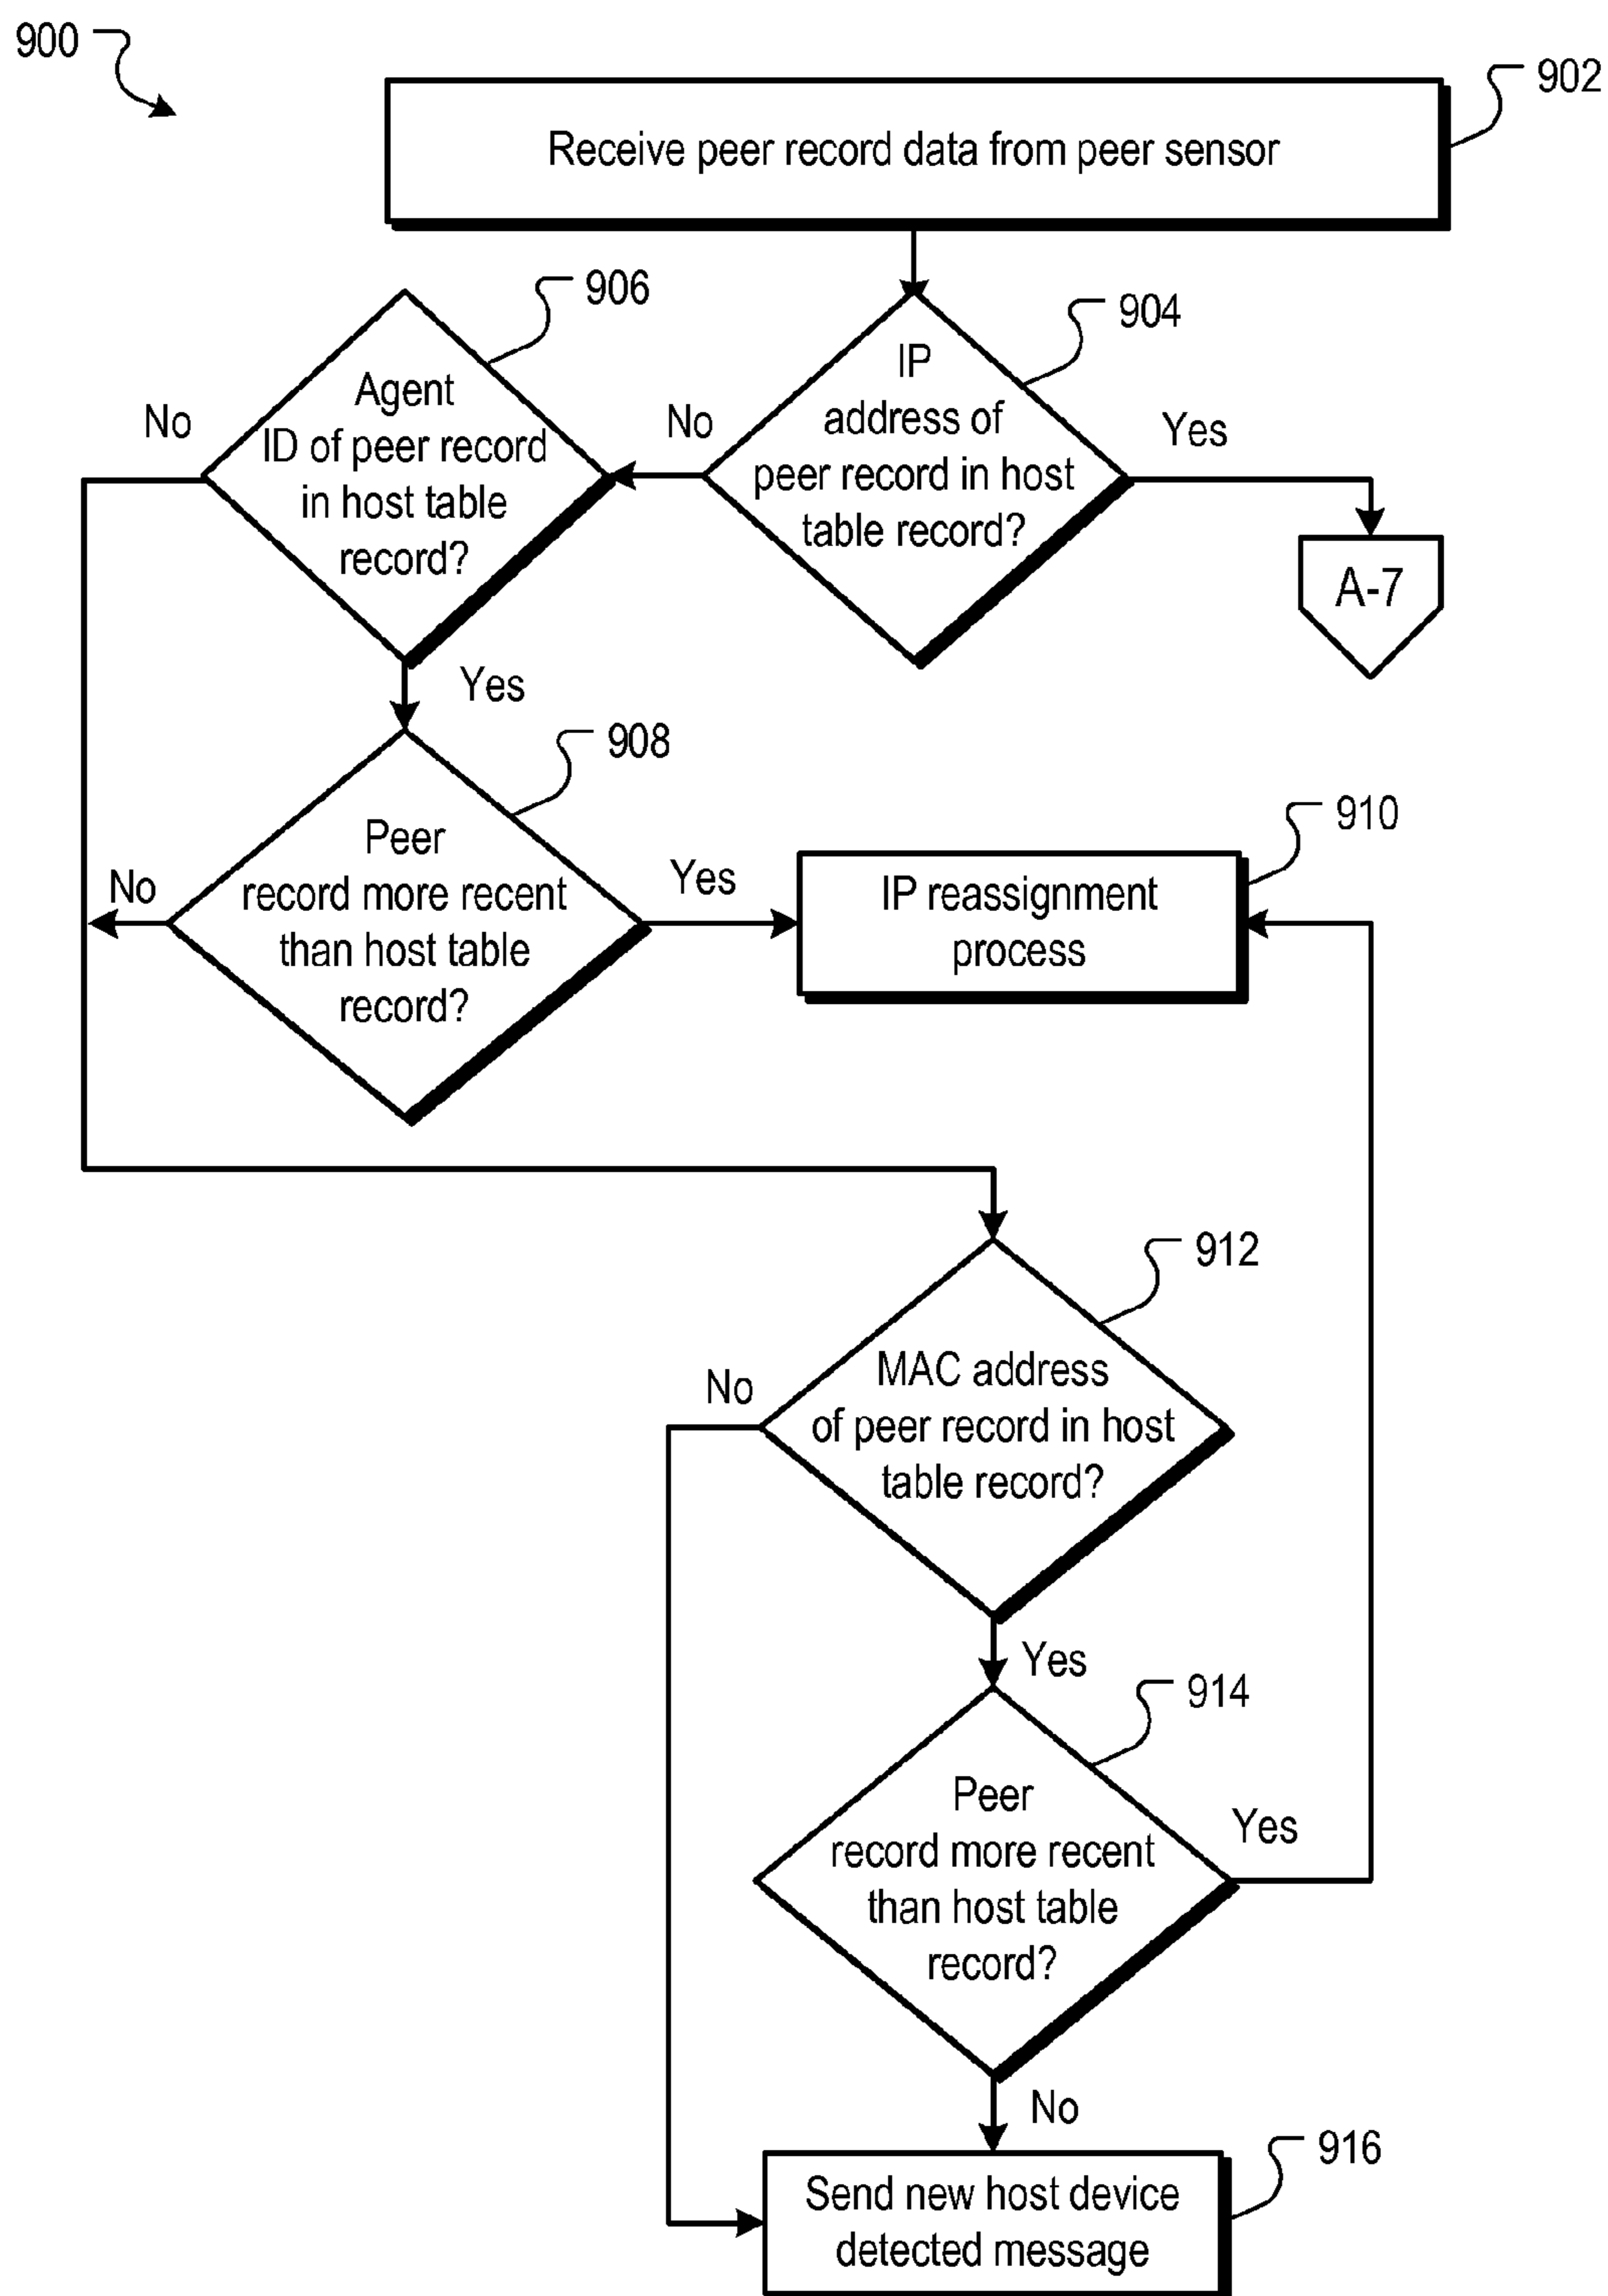 900
902
Receive peer record data from peer sensor
906
904
Agent
ID of peer record
in host table
record?
IP
address of
peer record in host
table record?
No
No
Yes
A-7
Yes
908
Peer
record more recent
than host table
record?
No
Yes
910
IP reassignment
process
912
MAC address
of peer record in host
table record?
No
Yes
914
Peer
record more recent
than host table
record?
Yes
No
916
Send new host device
detected message